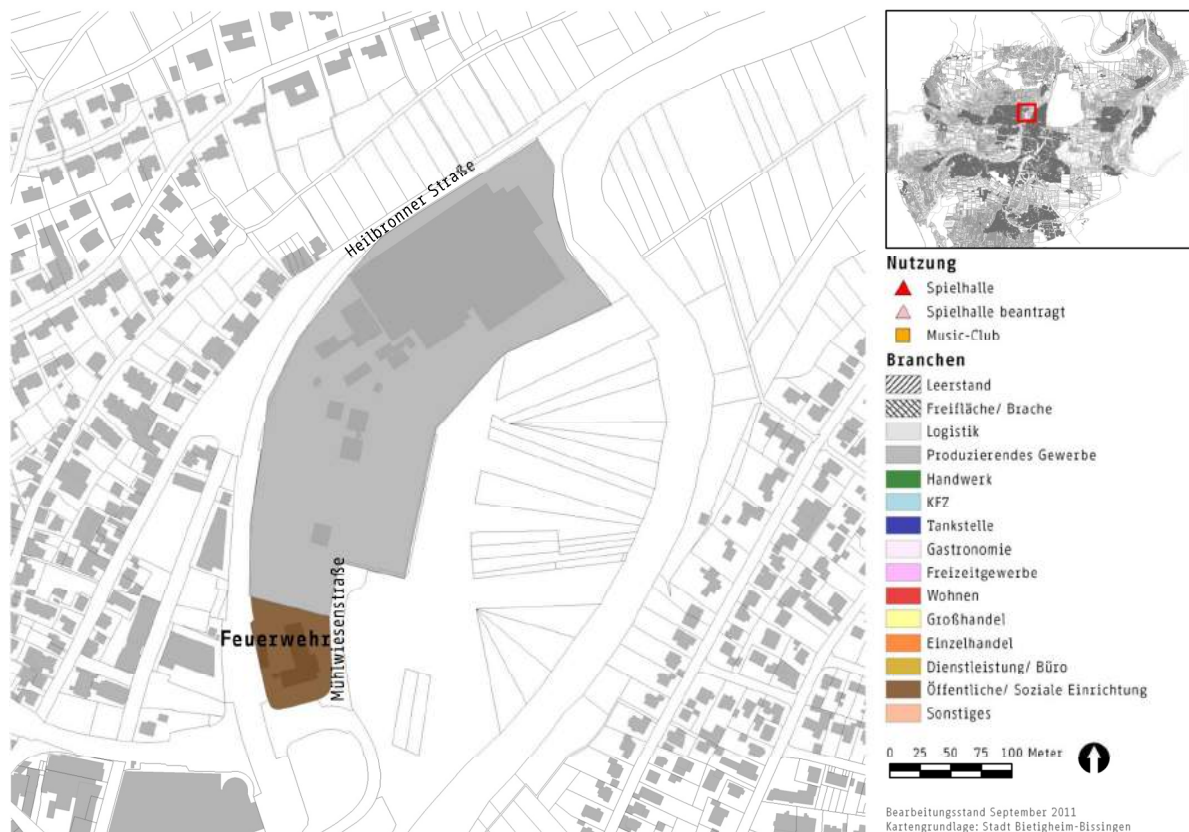 Heilbronner Straße
Feuerwehr
Mühlwiesenstraße
Nutzung
Spielhalle
Spielhalle beantragt
Music-Club
Branchen
Leerstand
Freifläche/ Brache
Logistik
Produzierendes Gewerbe
Handwerk
KFZ
Tankstelle
Gastronomie
Freizeitgewerbe
Wohnen
Großhandel
Einzelhandel
Dienstleistung/ Büro
Öffentliche/ Soziale Einrichtung
Sonstiges
0 25 50 75 100 Meter
Bearbeitungsstand September 2011
Kartengrundlage: Stadt Bietigheim-Bissingen